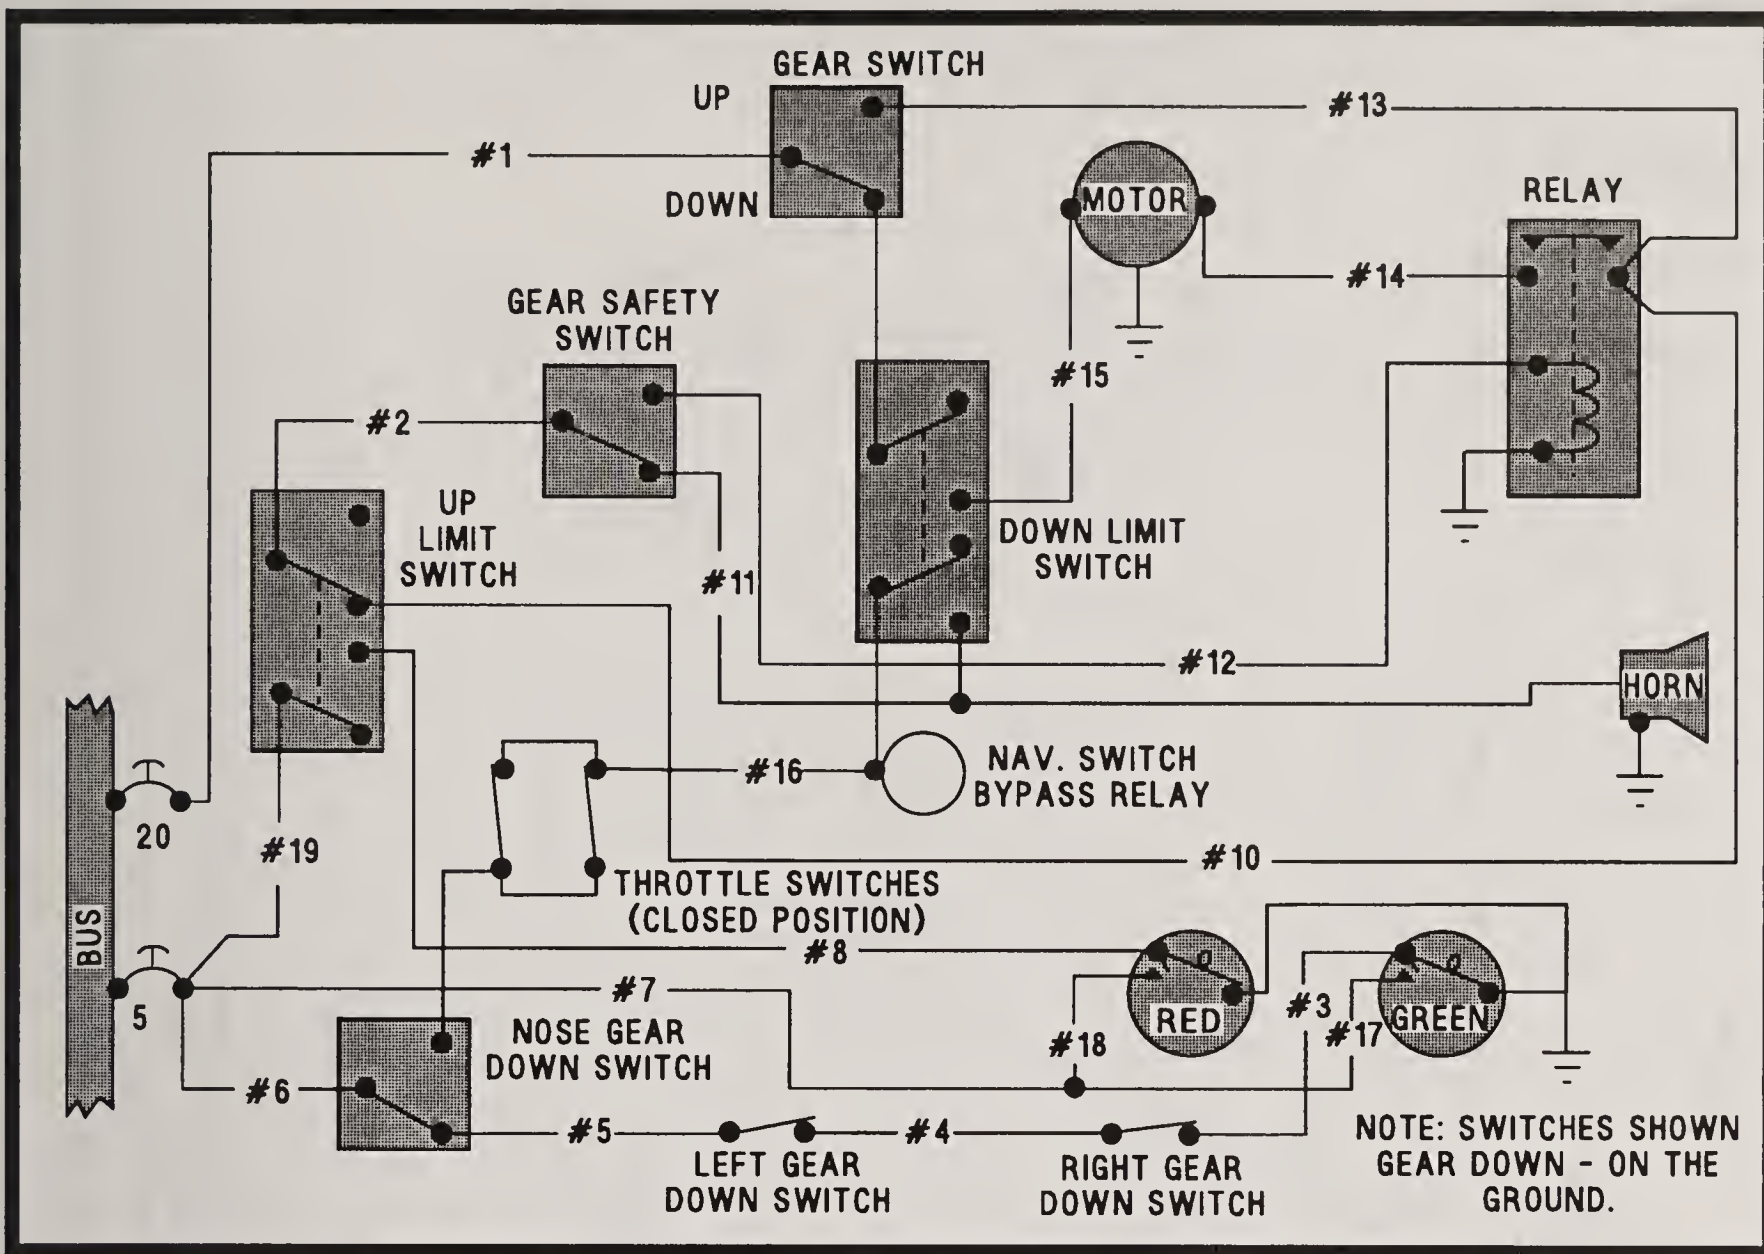 GEAR SWITCH
UP
#13
#1
DOWN
MOTOR
RELAY
#14
GEAR SAFETY
SWITCH
#15
#2
UP
LIMIT
SWITCH
DOWN LIMIT
SWITCH
#11
#12
HORN
NAV. SWITCH
BYPASS RELAY
#16
20
#19
#10
THROTTLE SWITCHES
(CLOSED POSITION)
BUS
#8
#7
5
RED
#3
GREEN
#17
#18
NOSE GEAR
DOWN SWITCH
#6
#5
#4
LEFT GEAR
DOWN SWITCH
RIGHT GEAR
DOWN SWITCH
NOTE: SWITCHES SHOWN
GEAR DOWN - ON THE
GROUND.